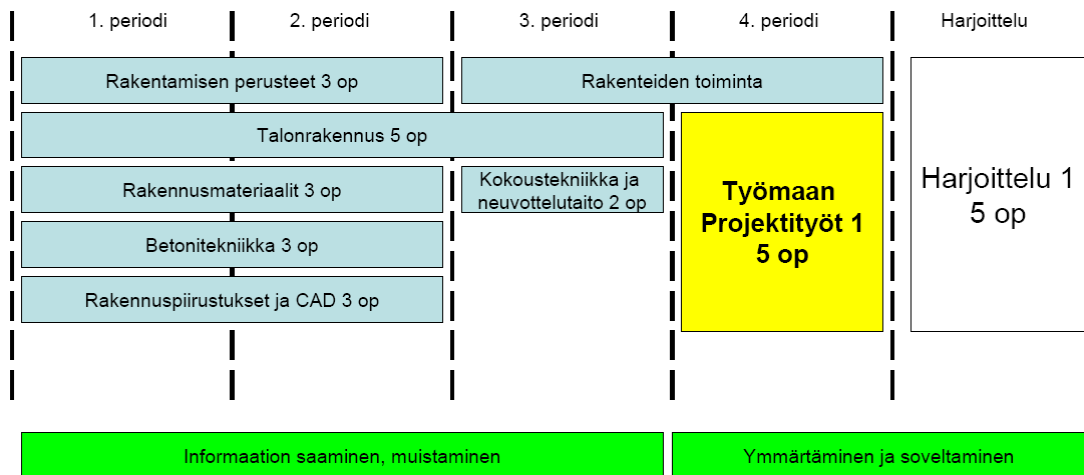 1. periodi
2. periodi
3. periodi
4. periodi
Harjoittelu
Rakentamisen perusteet 3 op
Rakenteiden toiminta
Talonrakennus 5 op
Rakennusmateriaalit 3 op
Kokoustekniikka ja
neuvottelutaito 2 op
Betonitekniikka 3 op
Rakennuspiirustukset ja CAD 3 op
Työmaan
Projektityöt 1
5 op
Harjoittelu 1
5 op
Informaation saaminen, muistaminen
Ymmärtäminen ja soveltaminen